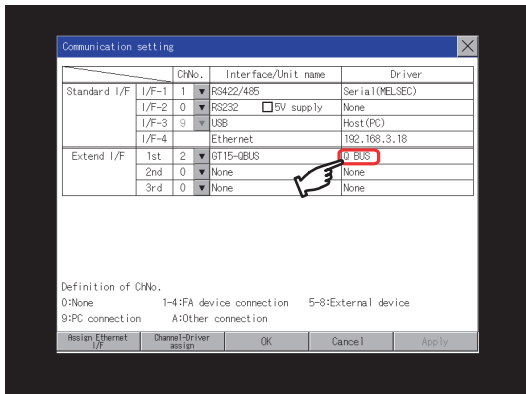 Communication setting
ChNo. Interface/Unit name Driver
Standard I/F I/F-1 1 RS422/485 Serial(MELSEC)
I/F-2 0 RS232 5V supply None
I/F-3 9 USB Host(PC)
I/F-4 Ethernet 192.168.3.18
Extend I/F 1st 2 GT15-QBUS Q BUS
2nd 0 None None
3rd 0 None None
Definition of ChNo.
0:None 1-4:FA device connection 5-8:External device
9:PC connection A:Other connection
Assign Ethernet I/F Channel-Driver assign OK Cancel Apply